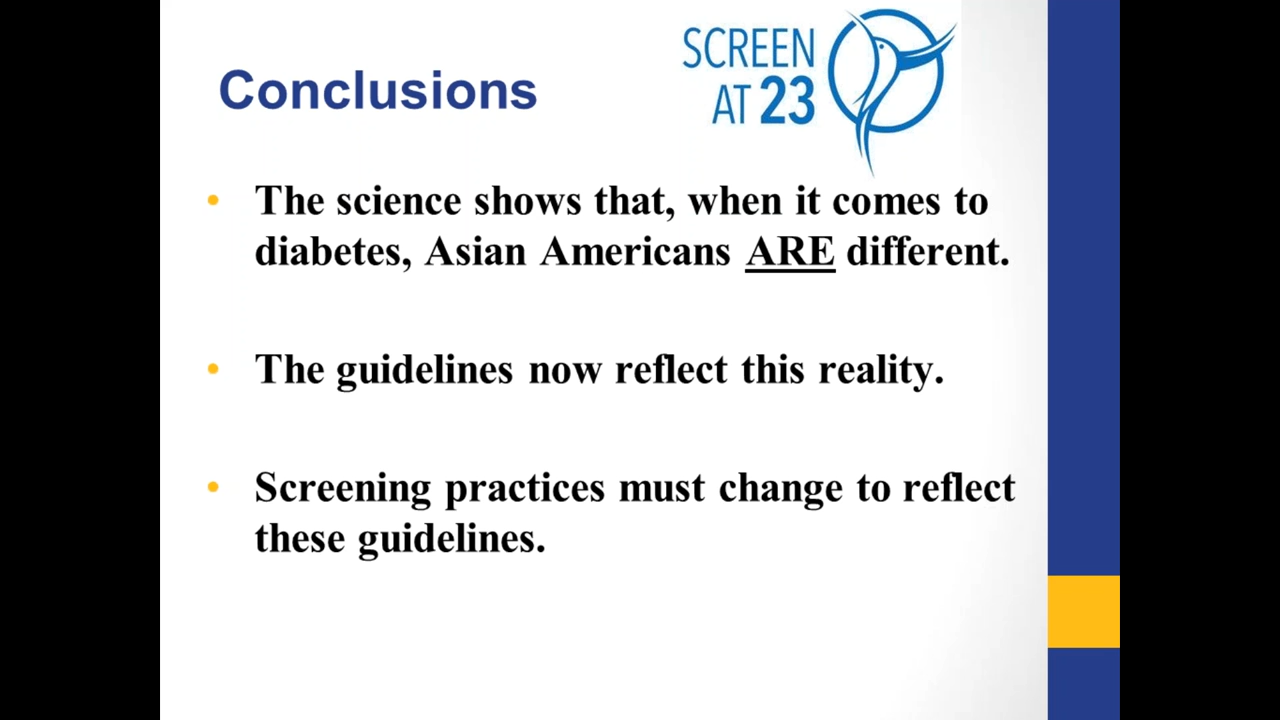 Conclusions
SCREEN
AT 23
• The science shows that, when it comes to
diabetes, Asian Americans ARE different.
• The guidelines now reflect this reality.
• Screening practices must change to reflect
these guidelines.